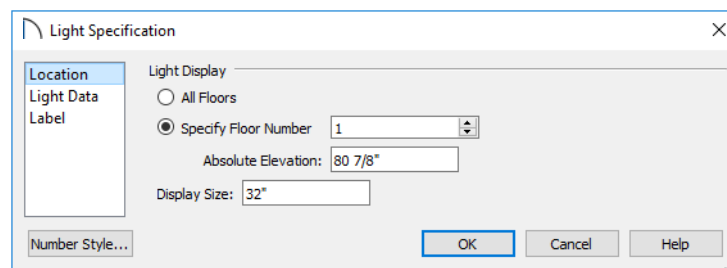 Light Specification
Location
Light Data
Label
Light Display
All Floors
Specify Floor Number 1
Absolute Elevation: 80 7/8"
Display Size: 32"
Number Style... OK Cancel Help